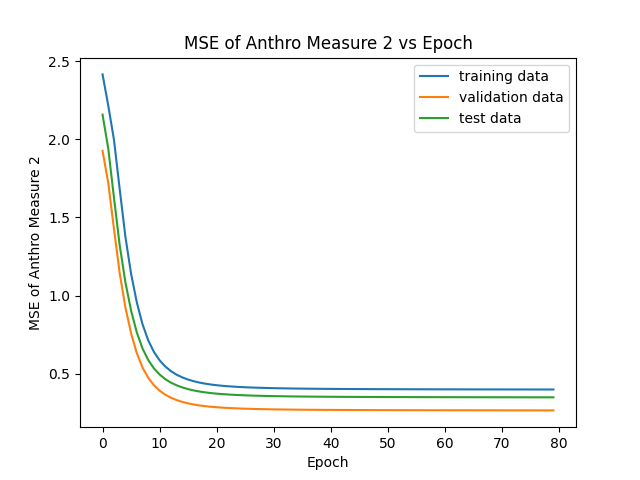 MSE of Anthro Measure 2 vs Epoch
training data
validation data
test data
MSE of Anthro Measure 2
2.5
2.0
1.5
1.0
0.5
0 10 20 30 40 50 60 70 80
Epoch